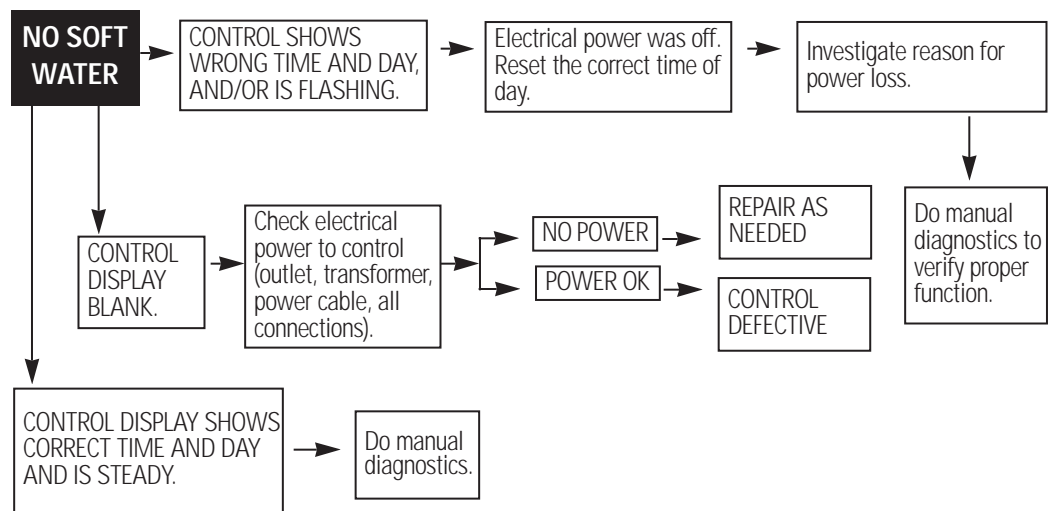 NO SOFT
WATER
CONTROL SHOWS
WRONG TIME AND DAY,
AND/OR IS FLASHING.
Electrical power was off.
Reset the correct time of
day.
Investigate reason for
power loss.
Do manual
diagnostics to
verify proper
function.
CONTROL
DISPLAY
BLANK.
Check electrical
power to control
(outlet, transformer,
power cable, all
connections).
NO POWER
REPAIR AS
NEEDED
POWER OK
CONTROL
DEFECTIVE
CONTROL DISPLAY SHOWS
CORRECT TIME AND DAY
AND IS STEADY.
Do manual
diagnostics.